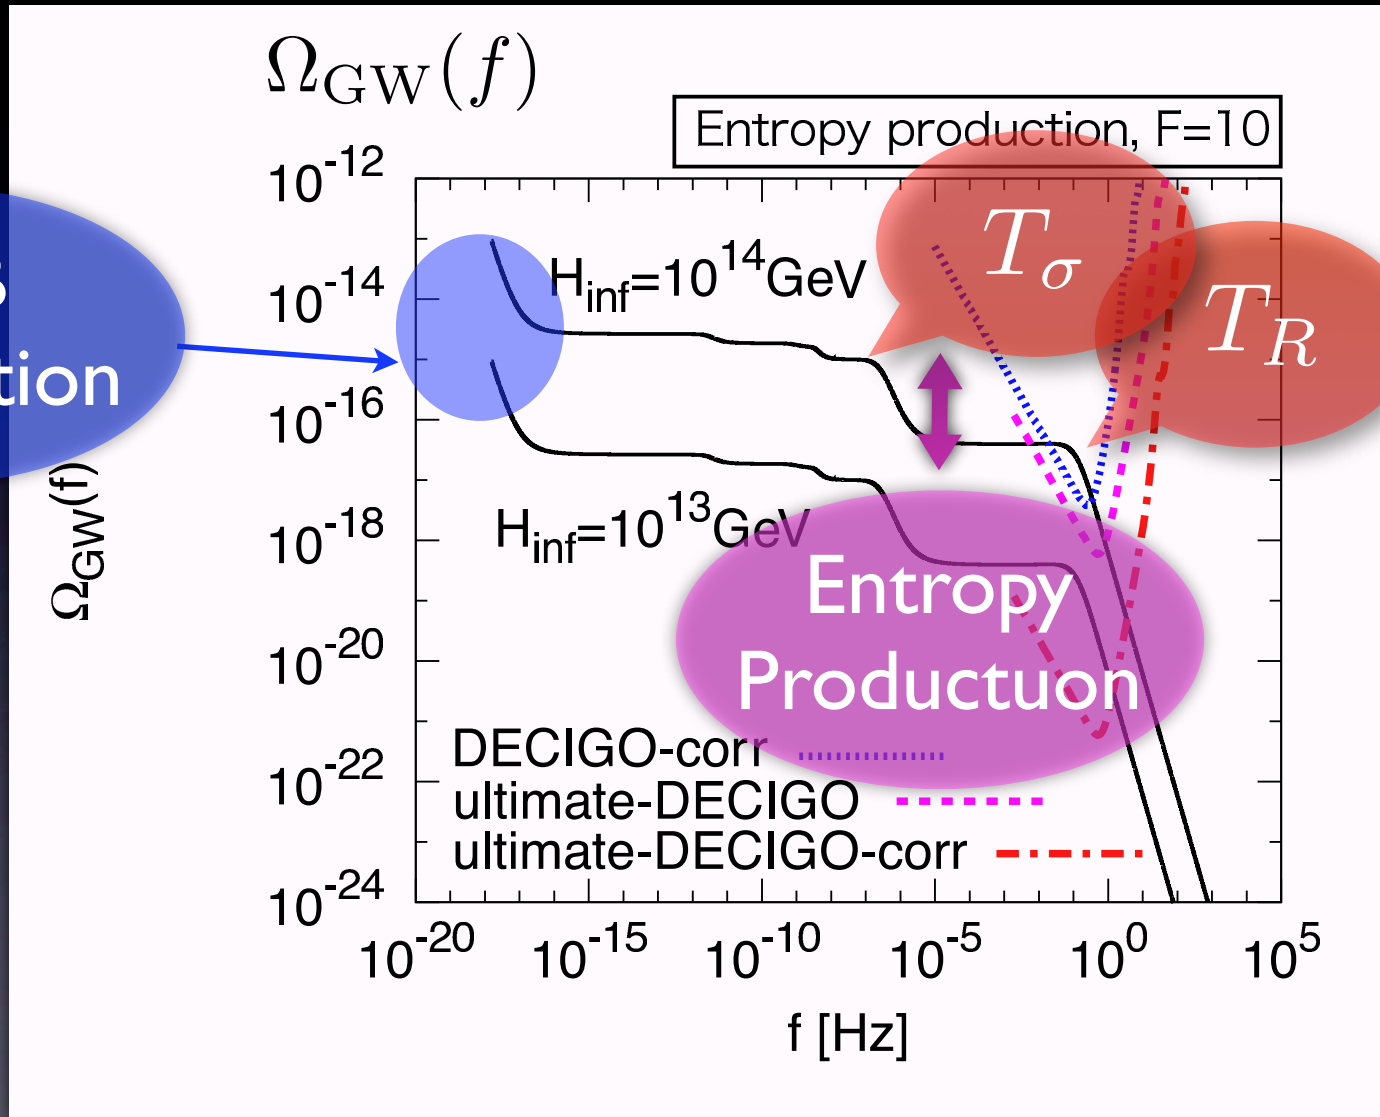 Ω_GW(f)
Entropy production, F=10
10^-12
10^-14
10^-16
10^-18
10^-20
10^-22
10^-24
Ω_GW(f)
H_inf=10^14GeV
H_inf=10^13GeV
T_σ
T_R
Entropy
Productuon
DECIGO-corr
ultimate-DECIGO
ultimate-DECIGO-corr
10^-20 10^-15 10^-10 10^-5 10^0 10^5
f [Hz]